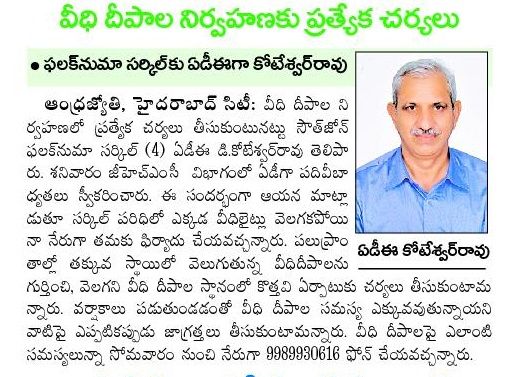 వీధి దీపాల నిర్వహణకు ప్రత్యేక చర్యలు
• ఫలక్‌నుమా సర్కిల్‌కు ఏడీఈగా కోటేశ్వర్‌రావు
ఆంధ్రజ్యోతి, హైదరాబాద్ సిటీ: వీధి దీపాల ని
ర్వహణలో ప్రత్యేక చర్యలు తీసుకుంటునట్టు సౌత్‌జోన్
ఫలక్‌నుమా సర్కిల్ (4) ఏడీఈ డి.కోటేశ్వర్‌రావు తెలిపా
రు. శనివారం జీహెచ్ఎంసీ విభాగంలో ఏడీగా పదవీబా
ధ్యతలు స్వీకరించారు. ఈ సందర్భంగా ఆయన మాట్లా
డుతూ సర్కిల్ పరిధిలో ఎక్కడ వీధిలైట్లు వెలగకపోయి
నా నేరుగా తమకు ఫిర్యాదు చేయవచ్చన్నారు. పలుప్రాం
తాల్లో తక్కువ స్థాయిలో వెలుగుతున్న వీధిదీపాలను
గుర్తించి, వెలగని వీధి దీపాల స్థానంలో కొత్తవి ఏర్పాటుకు చర్యలు తీసుకుంటామ
న్నారు. వర్షాకాలు పడుతుండడంతో వీధి దీపాల సమస్య ఎక్కువవుతున్నాయని
వాటిపై ఎప్పటికప్పుడు జాగ్రత్తలు తీసుకుంటామన్నారు. వీధి దీపాలపై ఎలాంటి
సమస్యలున్నా సోమవారం నుంచి నేరుగా 9989930616 ఫోన్ చేయవచ్చన్నారు.
ఏడీఈ కోటేశ్వర్‌రావు